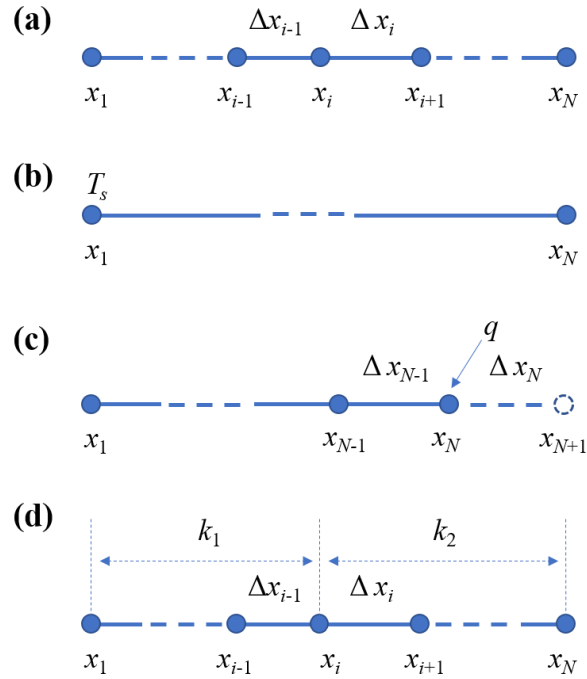 (a)
Δx_{i-1} Δx_i
x_1 x_{i-1} x_i x_{i+1} x_N
(b)
T_s
x_1 x_N
(c)
q
Δx_{N-1} Δx_N
x_1 x_{N-1} x_N x_{N+1}
(d)
k_1 k_2
Δx_{i-1} Δx_i
x_1 x_{i-1} x_i x_{i+1} x_N